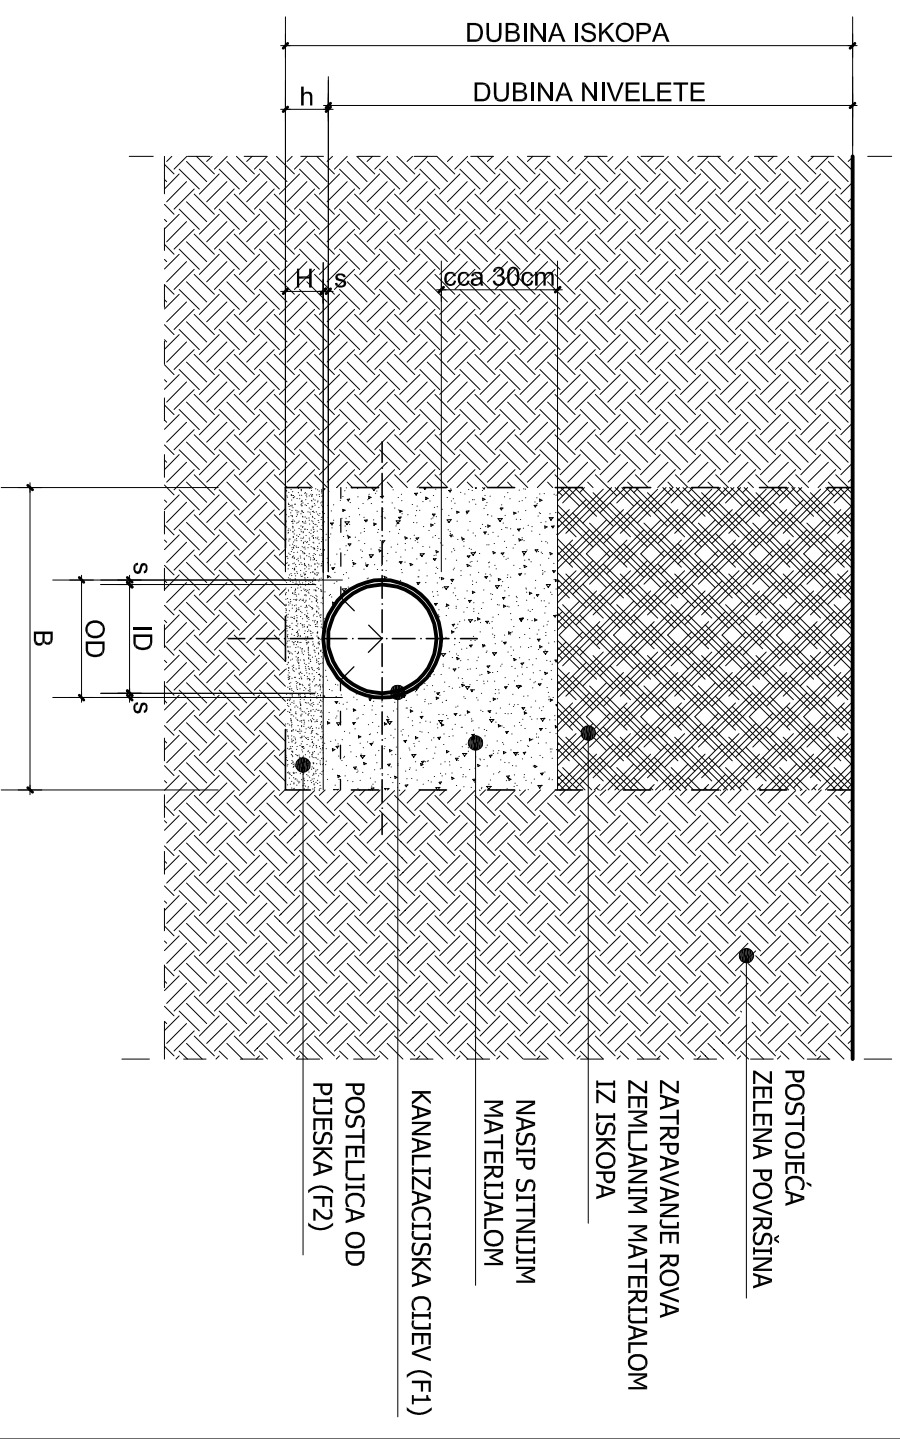 DUBINA ISKOPA
DUBINA NIVELETE
h
H
s
cca 30cm
s
ID
s
OD
B
POSTOJEĆA
ZELENA POVRŠINA
ZATRPAVANJE ROVA
ZEMLJANIM MATERIJALOM
IZ ISKOPA
NASIP SITNIJIM
MATERIJALOM
KANALIZACIJSKA CIJEV (F1)
POSTELJICA OD
PIJESKA (F2)